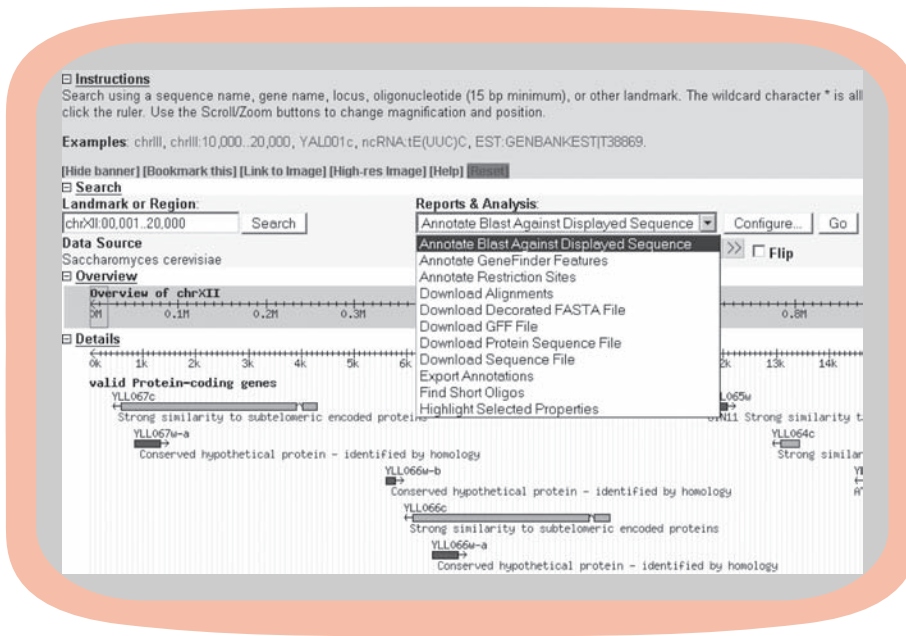 Instructions
Search using a sequence name, gene name, locus, oligonucleotide (15 bp minimum), or other landmark. The wildcard character * is all
click the ruler. Use the Scroll/Zoom buttons to change magnification and position.
Examples: chrIII, chrIII:10,000..20,000, YAL001c, ncRNA:tE(UUC)C, EST:GENBANKEST|T38869.
[Hide banner] [Bookmark this] [Link to Image] [High-res Image] [Help] [Reset]
Search
Landmark or Region:
Reports & Analysis:
chrXII:00,001..20,000
Search
Annotate Blast Against Displayed Sequence
Configure...
Go
Data Source
Saccharomyces cerevisiae
Annotate Blast Against Displayed Sequence
Annotate GeneFinder Features
Annotate Restriction Sites
Download Alignments
Download Decorated FASTA File
Download GFF File
Download Protein Sequence File
Download Sequence File
Export Annotations
Find Short Oligos
Highlight Selected Properties
>>
Flip
Overview
Overview of chrXII
0M 0.1M 0.2M 0.3M 0.8M
Details
0k 1k 2k 3k 4k 5k 6k 2k 13k 14k
valid Protein-coding genes
YLL067c
Strong similarity to subtelomeric encoded proteins
L065w
Strong similarity t
YLL067w-a
Conserved hypothetical protein - identified by homology
YLL064c
Strong similar
YLL066w-b
Conserved hypothetical protein - identified by homology
YLL066c
Strong similarity to subtelomeric encoded proteins
YLL066w-a
Conserved hypothetical protein - identified by homology